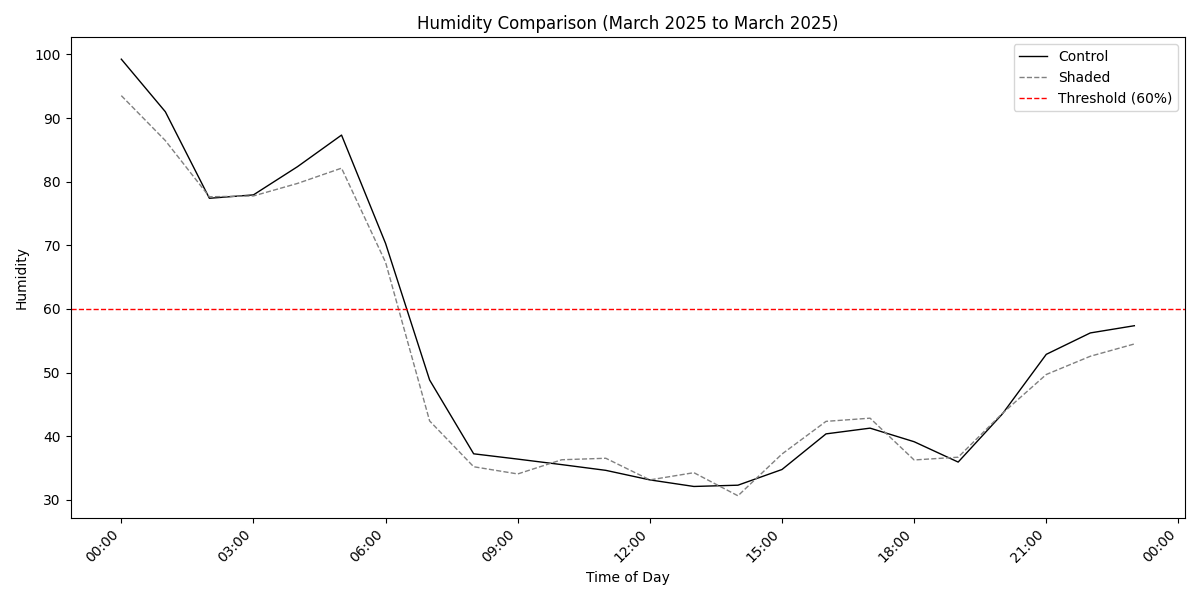 Humidity Comparison (March 2025 to March 2025)
Control
Shaded
Threshold (60%)
Humidity
100
90
80
70
60
50
40
30
00:00
03:00
06:00
09:00
12:00
15:00
18:00
21:00
00:00
Time of Day